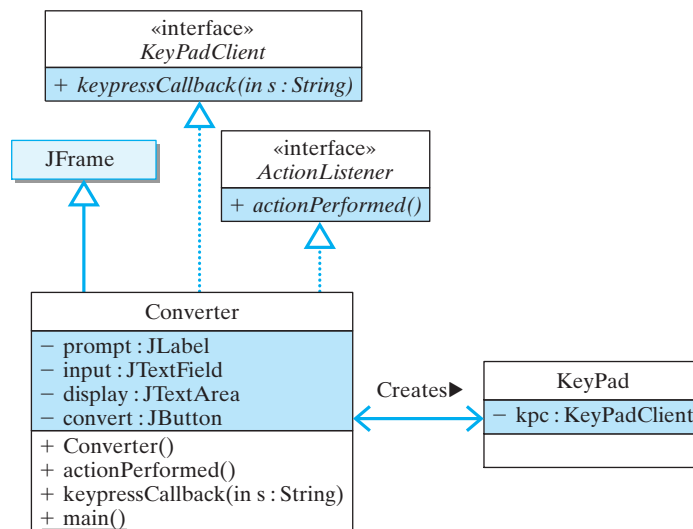 «interface»
KeyPadClient
+ keypressCallback(in s : String)
«interface»
ActionListener
+ actionPerformed()
JFrame
Converter
− prompt : JLabel
− input : JTextField
− display : JTextArea
− convert : JButton
+ Converter()
+ actionPerformed()
+ keypressCallback(in s : String)
+ main()
Creates▶
KeyPad
− kpc : KeyPadClient